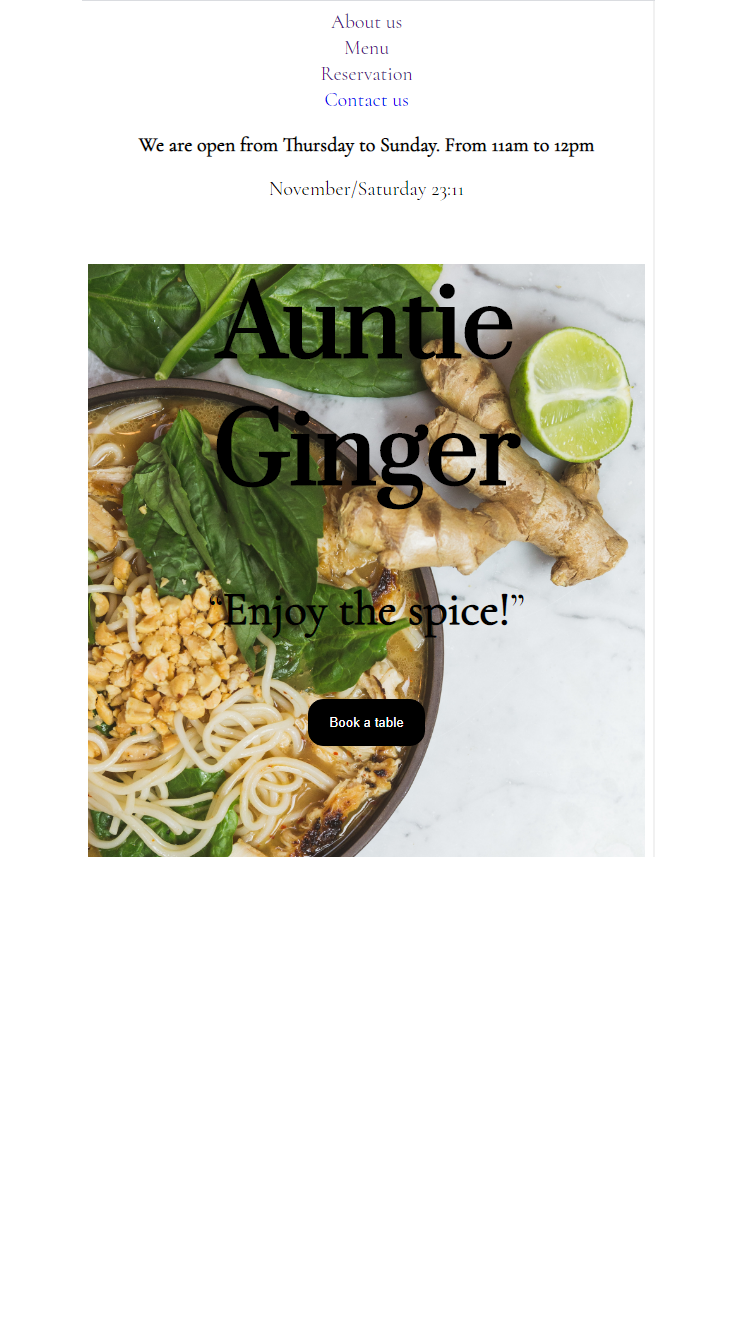 About us
Menu
Reservation
Contact us
We are open from Thursday to Sunday. From 11am to 12pm
November/Saturday 23:11
Auntie
Ginger
“Enjoy the spice!”
Book a table